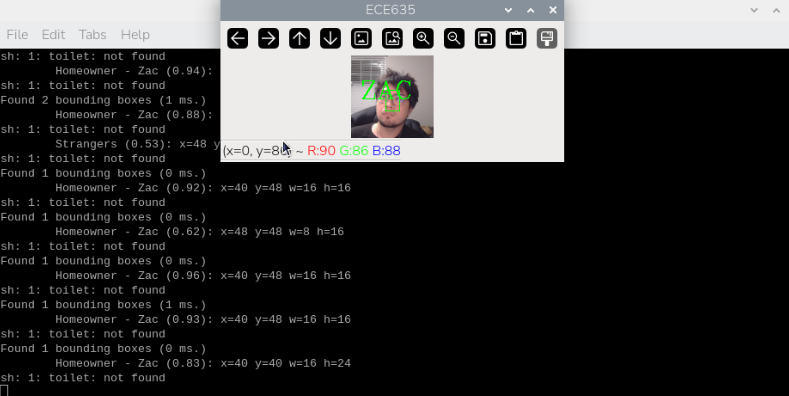 ECE635
File Edit Tabs Help
sh: 1: toilet: not found
Homeowner - Zac (0.94):
sh: 1: toilet: not found
Found 2 bounding boxes (1 ms.)
Homeowner - Zac (0.88):
sh: 1: toilet: not found
Strangers (0.53): x=48 y
sh: 1: toilet: not found
Found 1 bounding boxes (0 ms.)
Homeowner - Zac (0.92): x=40 y=48 w=16 h=16
sh: 1: toilet: not found
Found 1 bounding boxes (0 ms.)
Homeowner - Zac (0.62): x=48 y=48 w=8 h=16
sh: 1: toilet: not found
Found 1 bounding boxes (0 ms.)
Homeowner - Zac (0.96): x=40 y=48 w=16 h=16
sh: 1: toilet: not found
Found 1 bounding boxes (1 ms.)
Homeowner - Zac (0.93): x=40 y=48 w=16 h=16
sh: 1: toilet: not found
Found 1 bounding boxes (0 ms.)
Homeowner - Zac (0.83): x=40 y=40 w=16 h=24
sh: 1: toilet: not found
ZAC
(x=0, ~ R:90 G:86 B:88